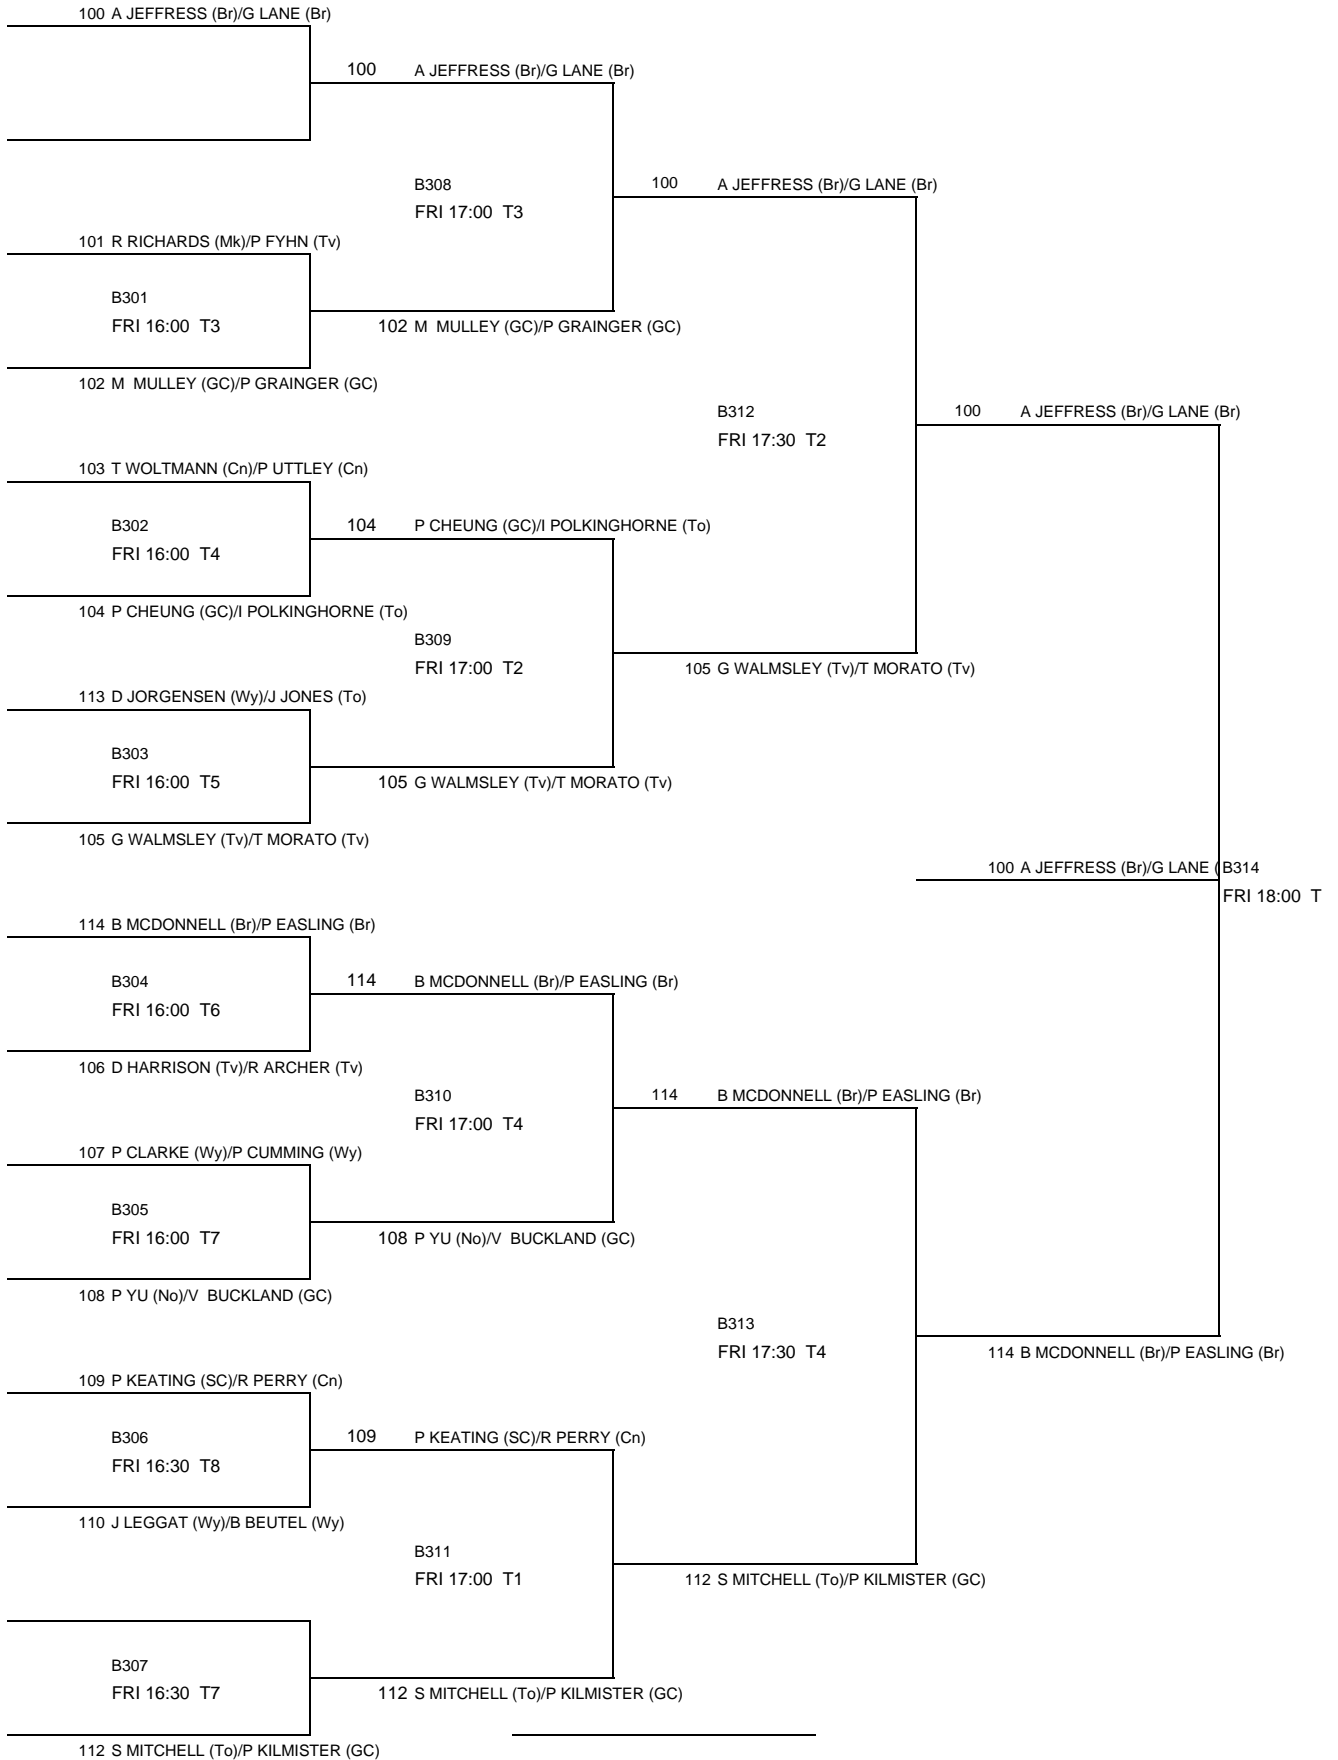 100 A JEFFRESS (Br)/G LANE (Br)
100 A JEFFRESS (Br)/G LANE (Br)
B308
FRI 17:00 T3
100 A JEFFRESS (Br)/G LANE (Br)
101 R RICHARDS (Mk)/P FYHN (Tv)
B301
FRI 16:00 T3
102 M MULLEY (GC)/P GRAINGER (GC)
102 M MULLEY (GC)/P GRAINGER (GC)
B312
FRI 17:30 T2
100 A JEFFRESS (Br)/G LANE (Br)
103 T WOLTMANN (Cn)/P UTTLEY (Cn)
B302
FRI 16:00 T4
104 P CHEUNG (GC)/I POLKINGHORNE (To)
104 P CHEUNG (GC)/I POLKINGHORNE (To)
B309
FRI 17:00 T2
105 G WALMSLEY (Tv)/T MORATO (Tv)
113 D JORGENSEN (Wy)/J JONES (To)
B303
FRI 16:00 T5
105 G WALMSLEY (Tv)/T MORATO (Tv)
105 G WALMSLEY (Tv)/T MORATO (Tv)
100 A JEFFRESS (Br)/G LANE (B314
FRI 18:00 T
114 B MCDONNELL (Br)/P EASLING (Br)
B304
FRI 16:00 T6
114 B MCDONNELL (Br)/P EASLING (Br)
106 D HARRISON (Tv)/R ARCHER (Tv)
B310
FRI 17:00 T4
114 B MCDONNELL (Br)/P EASLING (Br)
107 P CLARKE (Wy)/P CUMMING (Wy)
B305
FRI 16:00 T7
108 P YU (No)/V BUCKLAND (GC)
108 P YU (No)/V BUCKLAND (GC)
B313
FRI 17:30 T4
114 B MCDONNELL (Br)/P EASLING (Br)
109 P KEATING (SC)/R PERRY (Cn)
B306
FRI 16:30 T8
109 P KEATING (SC)/R PERRY (Cn)
110 J LEGGAT (Wy)/B BEUTEL (Wy)
B311
FRI 17:00 T1
112 S MITCHELL (To)/P KILMISTER (GC)
B307
FRI 16:30 T7
112 S MITCHELL (To)/P KILMISTER (GC)
112 S MITCHELL (To)/P KILMISTER (GC)